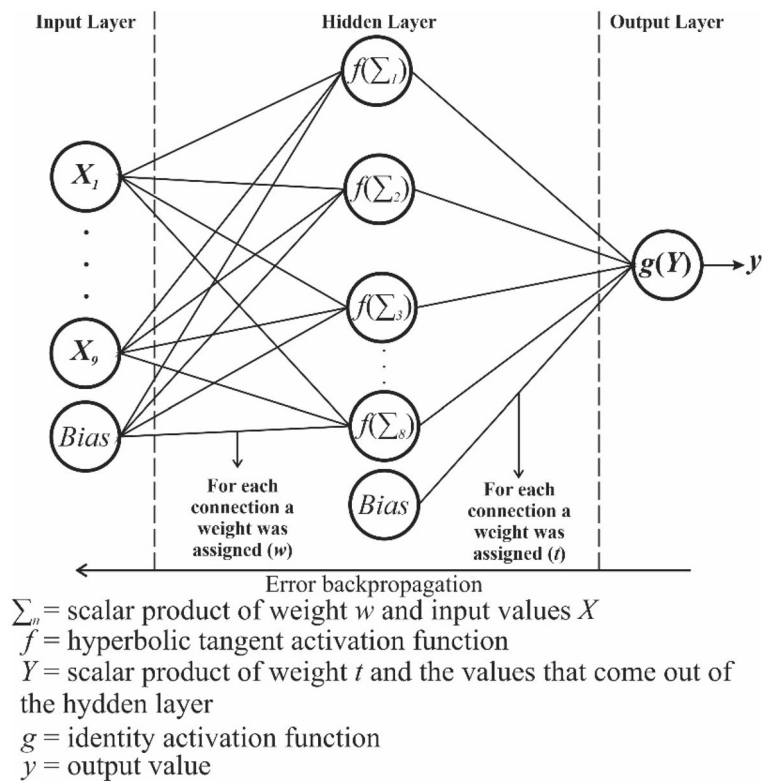 Input Layer
Hidden Layer
Output Layer
f(∑1)
X1
f(∑2)
g(Y)
y
f(∑3)
X9
Bias
f(∑8)
Bias
For each
connection a
weight was
assigned (w)
For each
connection a
weight was
assigned (t)
Error backpropagation
∑m = scalar product of weight w and input values X
f = hyperbolic tangent activation function
Y = scalar product of weight t and the values that come out of
the hydden layer
g = identity activation function
y = output value